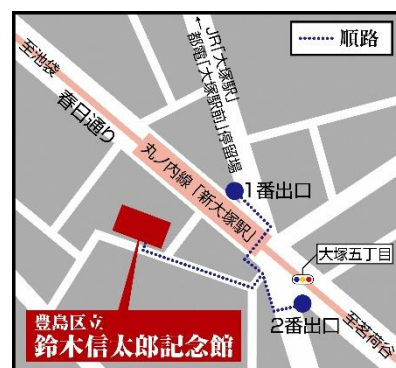 順路
←JR「大塚駅」
都電「大塚駅前」停留場
至池袋
春日通り
丸ノ内線「新大塚駅」
1番出口
大塚五丁目
2番出口
至茗荷谷
豊島区立
鈴木信太郎記念館